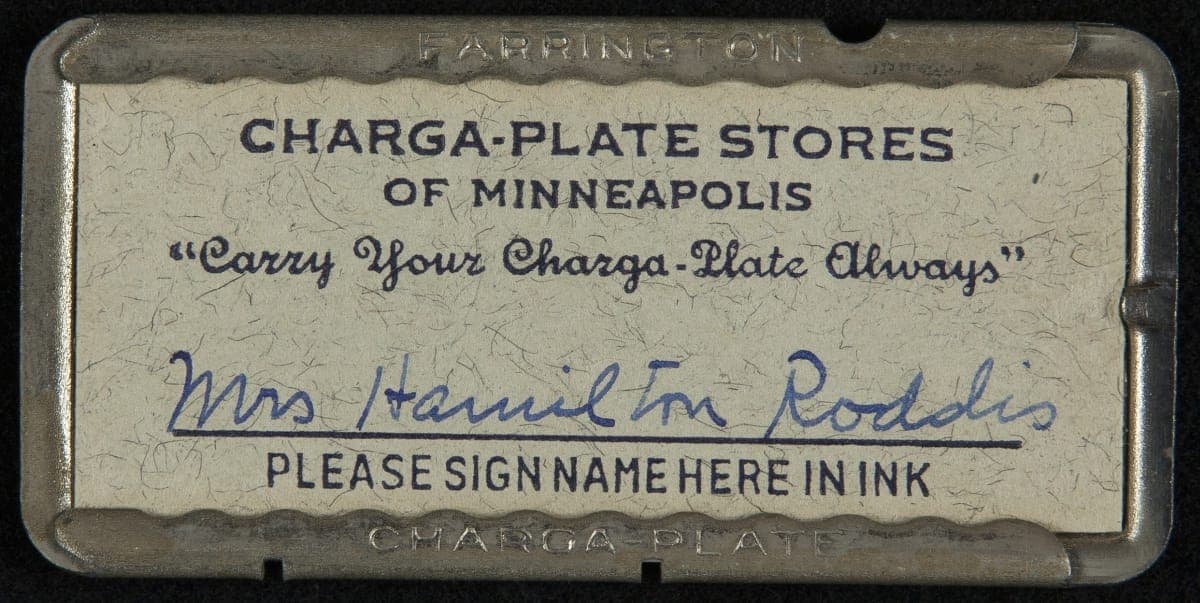 FARRINGTON
CHARGA-PLATE STORES
OF MINNEAPOLIS
“Carry Your Charga-Plate Always”
Mrs Hamilton Roddis
PLEASE SIGN NAME HERE IN INK
CHARGA-PLATE